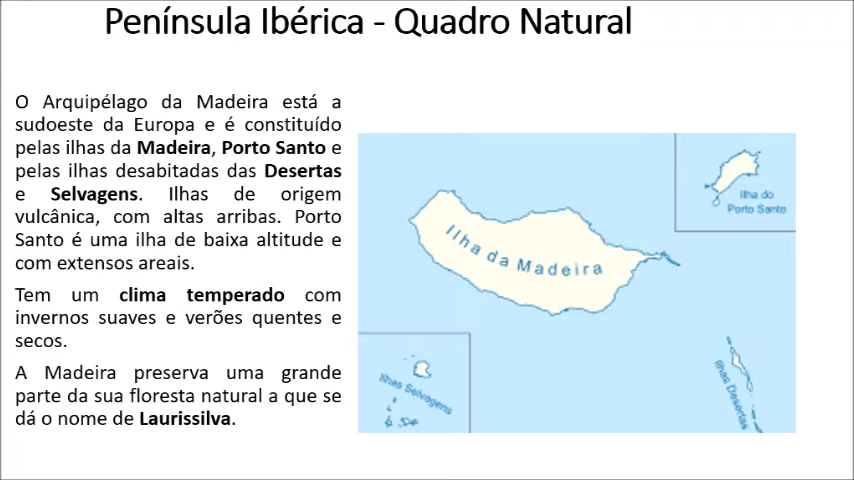 Península Ibérica - Quadro Natural
O Arquipélago da Madeira está a
sudoeste da Europa e é constituído
pelas ilhas da Madeira, Porto Santo e
pelas ilhas desabitadas das Desertas
e Selvagens. Ilhas de origem
vulcânica, com altas arribas. Porto
Santo é uma ilha de baixa altitude e
com extensos areais.
Tem um clima temperado com
invernos suaves e verões quentes e
secos.
A Madeira preserva uma grande
parte da sua floresta natural a que se
dá o nome de Laurissilva.
Ilha do
Porto Santo
Ilha da Madeira
Ilhas Selvagens
Ilhas Desertas